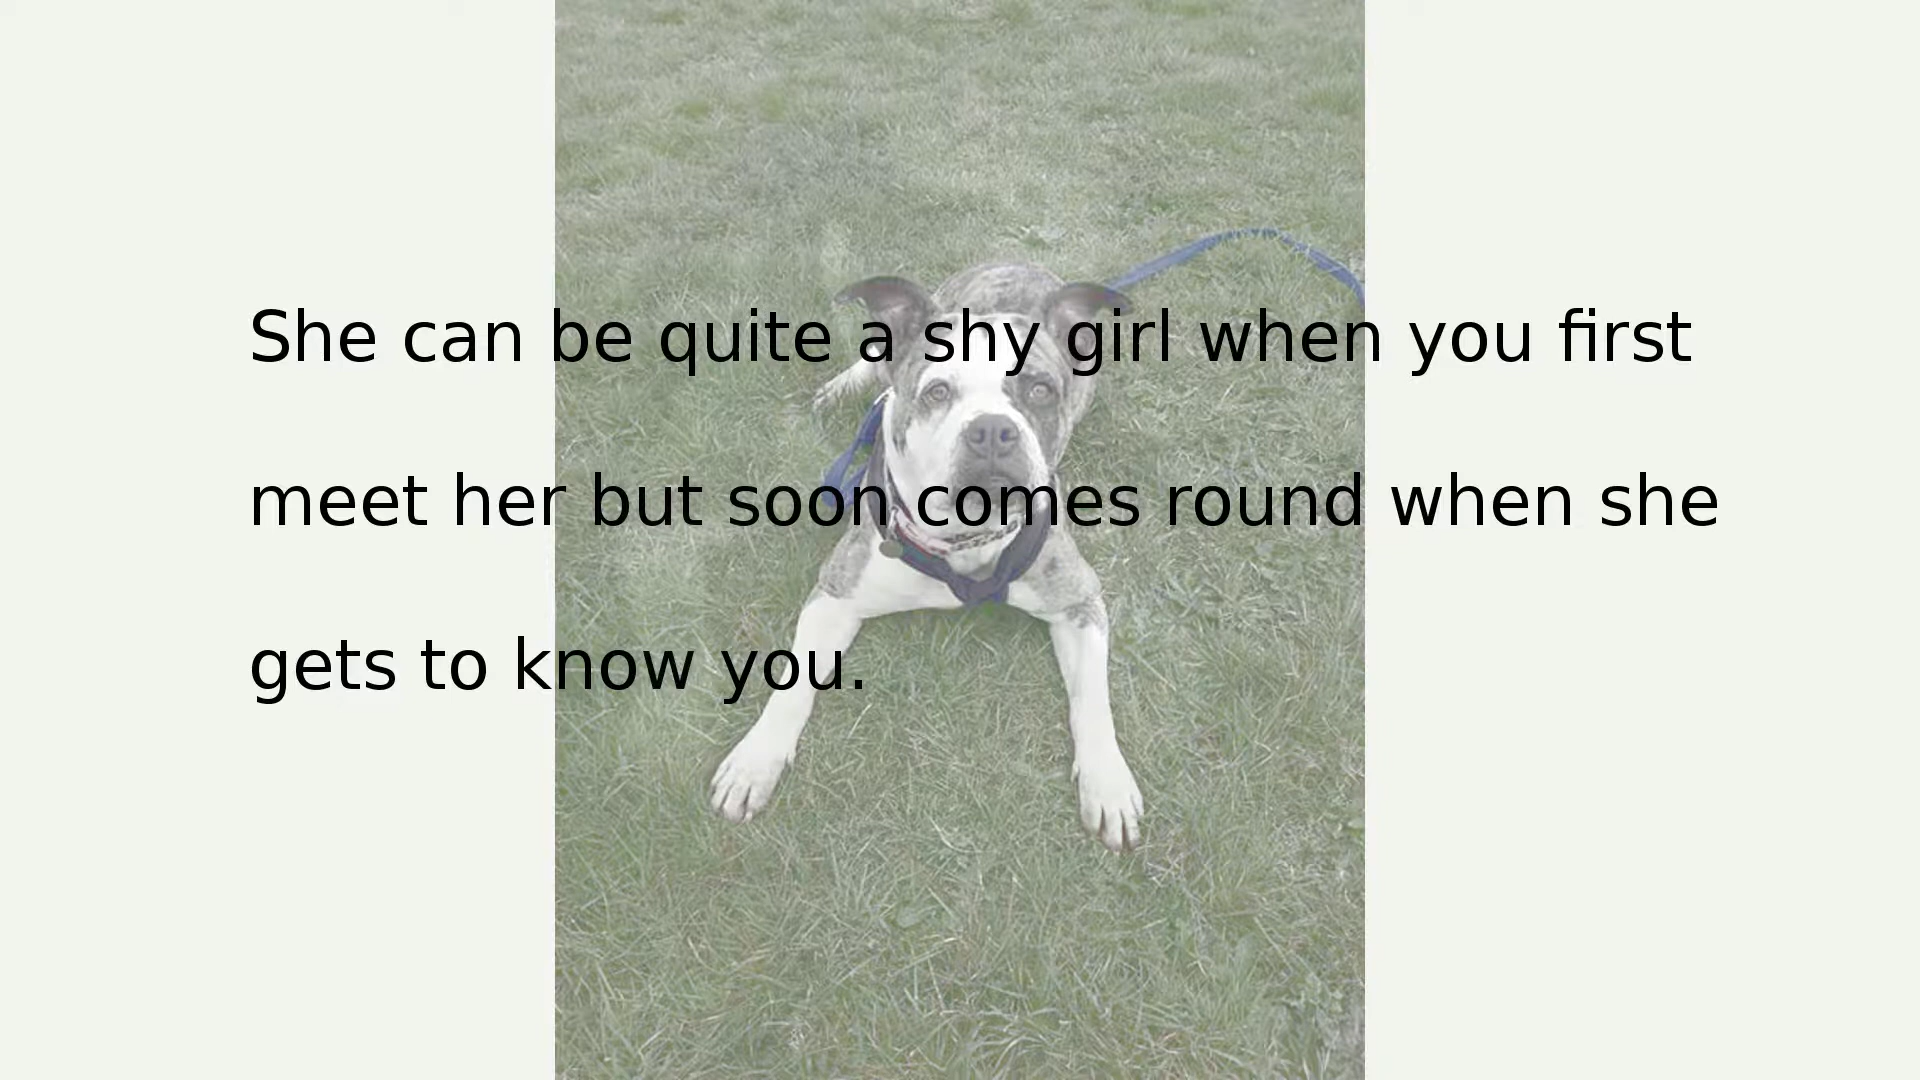 She can be quite a shy girl when you first
meet her but soon comes round when she
gets to know you.